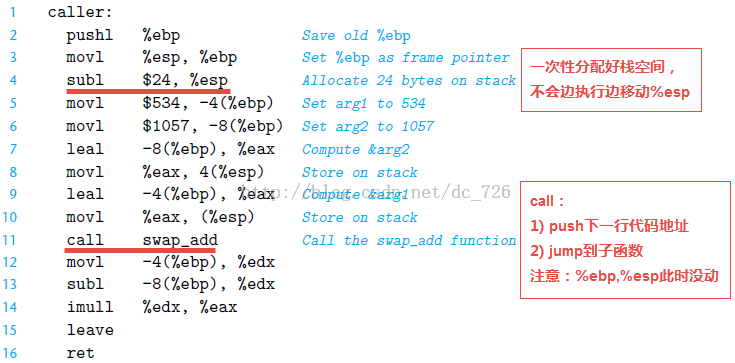 1 caller:
2 pushl %ebp Save old %ebp
3 movl %esp, %ebp Set %ebp as frame pointer
4 subl $24, %esp Allocate 24 bytes on stack
5 movl $534, -4(%ebp) Set arg1 to 534
6 movl $1057, -8(%ebp) Set arg2 to 1057
7 leal -8(%ebp), %eax Compute &arg2
8 movl %eax, 4(%esp) Store on stack
9 leal -4(%ebp), %eax Compute &arg1
10 movl %eax, (%esp) Store on stack
11 call swap_add Call the swap_add function
12 movl -4(%ebp), %edx
13 subl -8(%ebp), %edx
14 imull %edx, %eax
15 leave
16 ret
一次性分配好栈空间，
不会边执行边移动%esp
call：
1) push下一行代码地址
2) jump到子函数
注意：%ebp,%esp此时没动
http://blog.csdn.net/dc_726